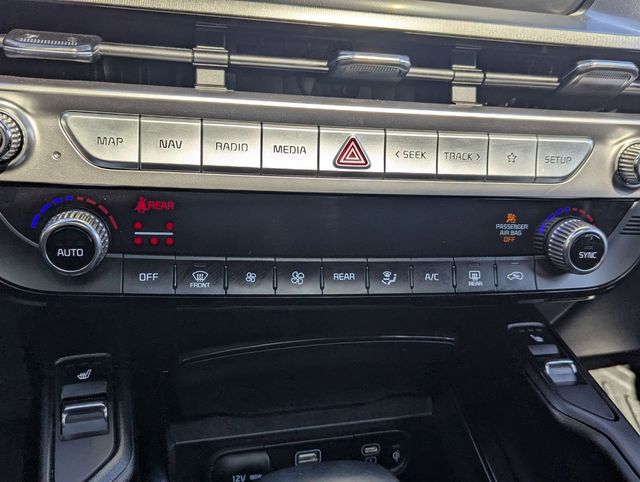 MAP NAV RADIO MEDIA < SEEK TRACK > SETUP
REAR
PASSENGER
AIR BAG
OFF
AUTO SYNC
OFF FRONT REAR A/C REAR
12V 180W